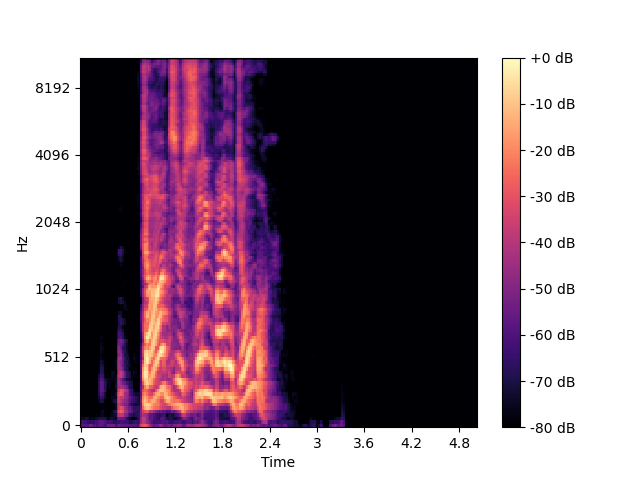 +0 dB
8192
-10 dB
4096
-20 dB
-30 dB
2048
Hz
-40 dB
1024
-50 dB
-60 dB
512
-70 dB
0
-80 dB
0 0.6 1.2 1.8 2.4 3 3.6 4.2 4.8
Time